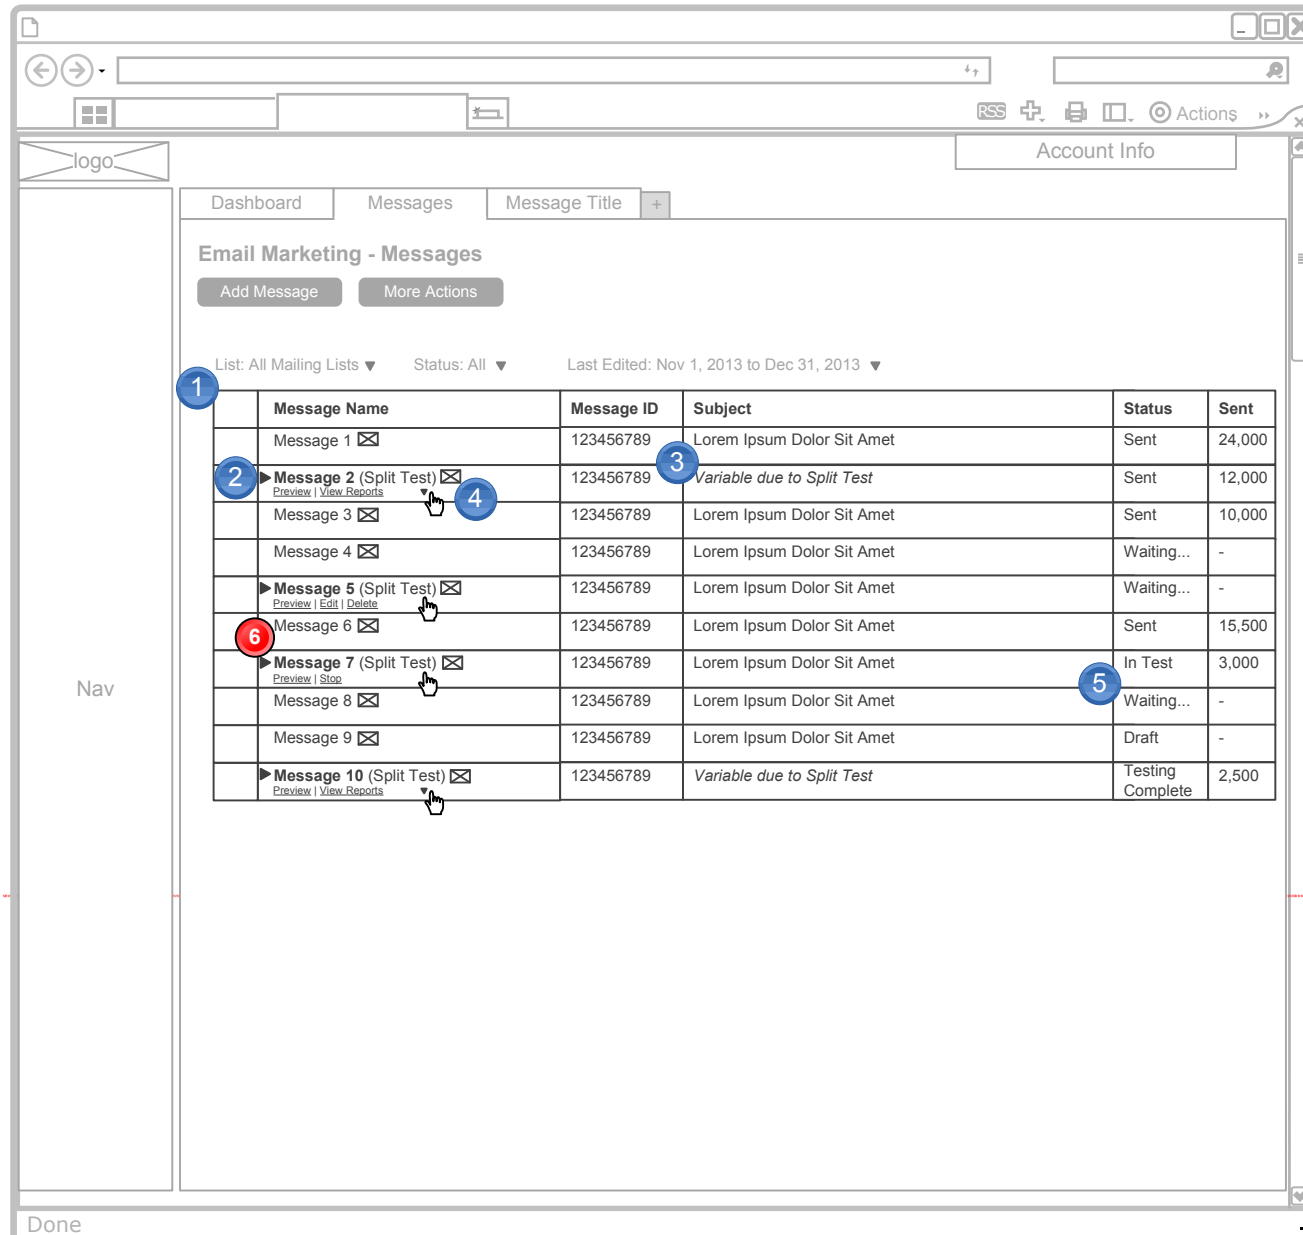 RSS Actions
logo
Account Info
Dashboard Messages Message Title +
Email Marketing - Messages
Add Message More Actions
List: All Mailing Lists Status: All Last Edited: Nov 1, 2013 to Dec 31, 2013
1
Message Name Message ID Subject Status Sent
Message 1 123456789 Lorem Ipsum Dolor Sit Amet Sent 24,000
3
2 Message 2 (Split Test) 123456789 Variable due to Split Test Sent 12,000
Preview | View Reports 4
Message 3 123456789 Lorem Ipsum Dolor Sit Amet Sent 10,000
Message 4 123456789 Lorem Ipsum Dolor Sit Amet Waiting... -
Message 5 (Split Test) 123456789 Lorem Ipsum Dolor Sit Amet Waiting... -
Preview | Edit | Delete
6 Message 6 123456789 Lorem Ipsum Dolor Sit Amet Sent 15,500
Message 7 (Split Test) 123456789 Lorem Ipsum Dolor Sit Amet In Test 3,000
Preview | Stop 5
Nav
Message 8 123456789 Lorem Ipsum Dolor Sit Amet Waiting... -
Message 9 123456789 Lorem Ipsum Dolor Sit Amet Draft -
Message 10 (Split Test) 123456789 Variable due to Split Test Testing Complete 2,500
Preview | View Reports
Done